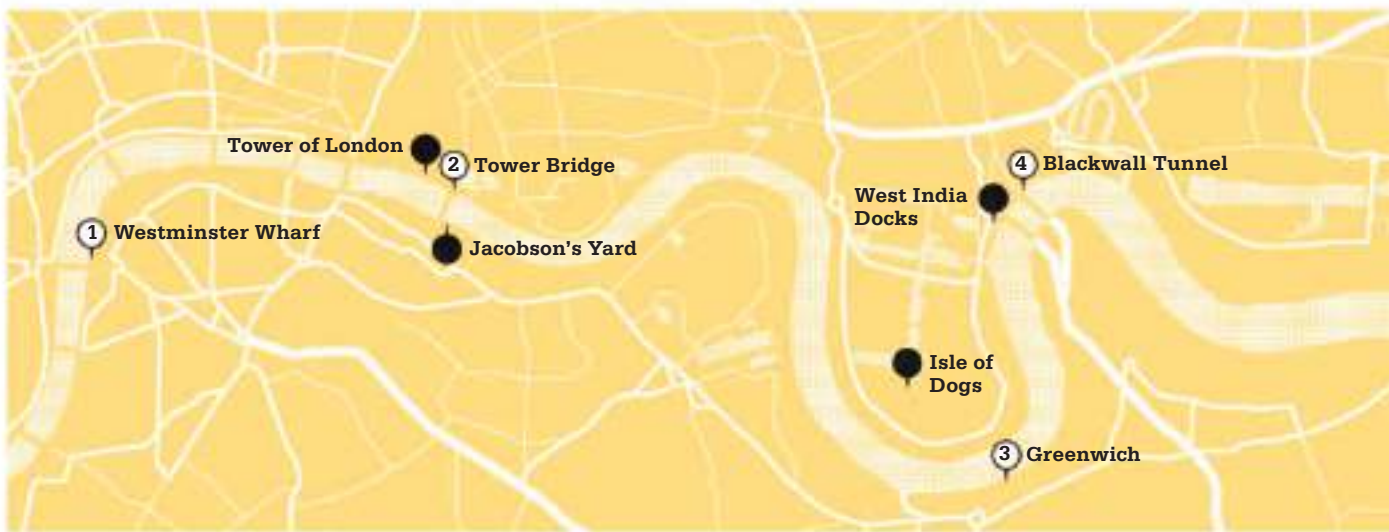 Tower of London
2 Tower Bridge
4 Blackwall Tunnel
West India
Docks
1 Westminster Wharf
Jacobson's Yard
Isle of
Dogs
3 Greenwich